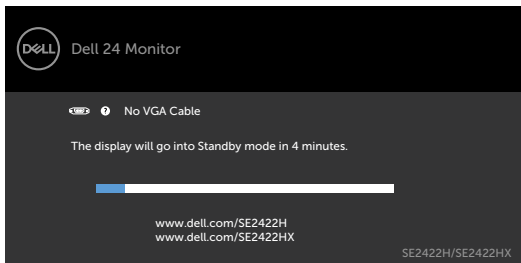 DELL Dell 24 Monitor
No VGA Cable
The display will go into Standby mode in 4 minutes.
www.dell.com/SE2422H
www.dell.com/SE2422HX
SE2422H/SE2422HX